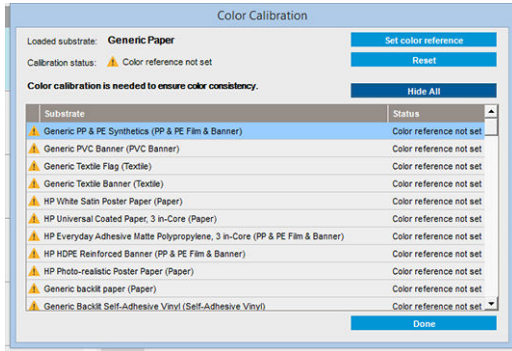 Color Calibration
Loaded substrate: Generic Paper
Set color reference
Calibration status: Color reference not set
Reset
Color calibration is needed to ensure color consistency.
Hide All
Substrate Status
Generic PP & PE Synthetics (PP & PE Film & Banner) Color reference not set
Generic PVC Banner (PVC Banner) Color reference not set
Generic Textile Flag (Textile) Color reference not set
Generic Textile Banner (Textile) Color reference not set
HP White Satin Poster Paper (Paper) Color reference not set
HP Universal Coated Paper, 3 in-Core (Paper) Color reference not set
HP Everyday Adhesive Matte Polypropylene, 3 in-Core (PP & PE Film & Banner) Color reference not set
HP HDPE Reinforced Banner (PP & PE Film & Banner) Color reference not set
HP Photo-realistic Poster Paper (Paper) Color reference not set
Generic backlit paper (Paper) Color reference not set
Generic Backlit Self-Adhesive Vinyl (Self-Adhesive Vinyl) Color reference not set
Done